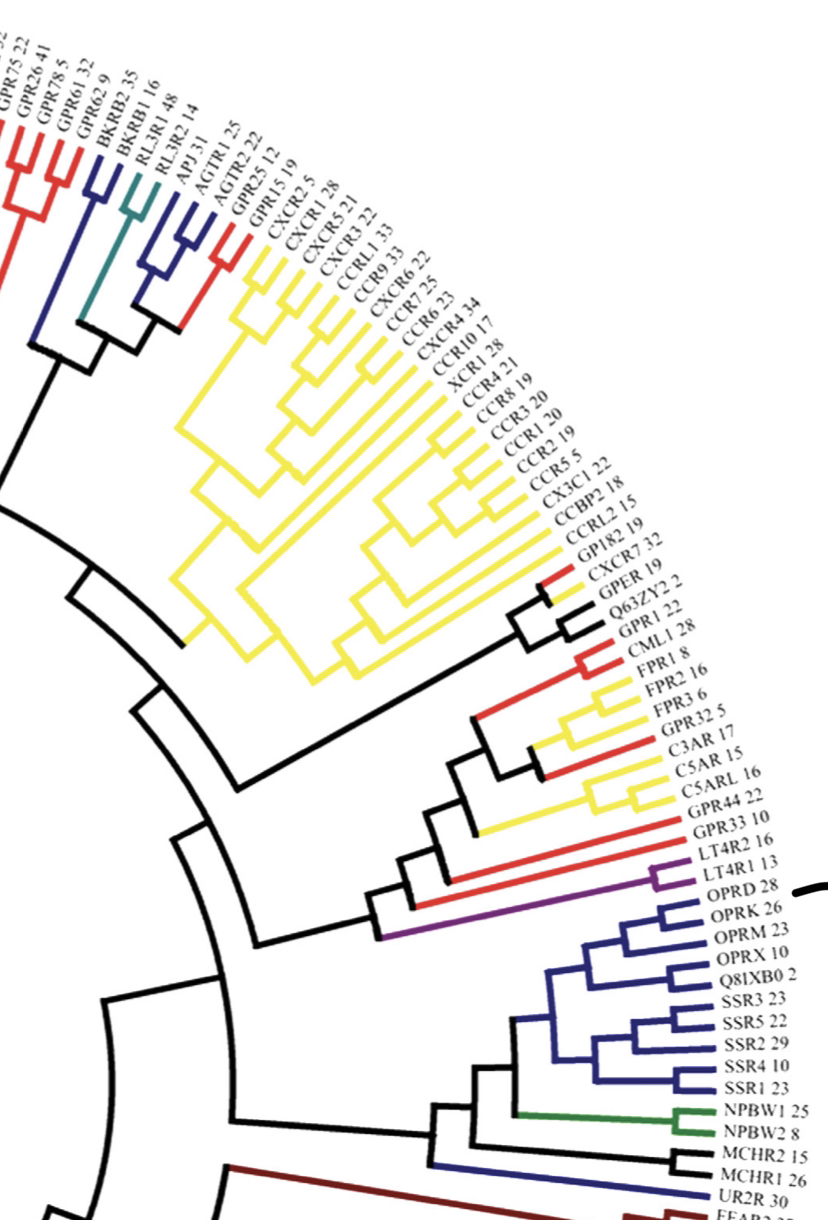 GPR75 22
GPR26 41
GPR78 5
GPR61 32
GPR62 9
BKRB2 35
BKRB1 16
RL3R1 48
RL3R2 14
APJ 31
AGTR1 25
AGTR2 22
GPR25 12
GPR15 19
CXCR2 5
CXCR1 28
CXCR5 21
CXCR3 22
CCRL1 33
CCR9 33
CXCR6 22
CCR7 25
CCR6 23
CXCR4 34
CCR10 17
XCR1 28
CCR4 21
CCR8 19
CCR3 20
CCR1 20
CCR2 19
CCR5 5
CX3C1 22
CCBP2 18
CCRL2 15
GP182 19
CXCR7 32
GPER 19
Q63ZY2 2
GPR1 22
CML1 28
FPR1 8
FPR2 16
FPR3 6
GPR32 5
C3AR 17
C5AR 15
C5ARL 16
GPR44 22
GPR33 10
LT4R2 16
LT4R1 13
OPRD 28
OPRK 26
OPRM 23
OPRX 10
Q8IXB0 2
SSR3 23
SSR5 22
SSR2 29
SSR4 10
SSR1 23
NPBW1 25
NPBW2 8
MCHR2 15
MCHR1 26
UR2R 30